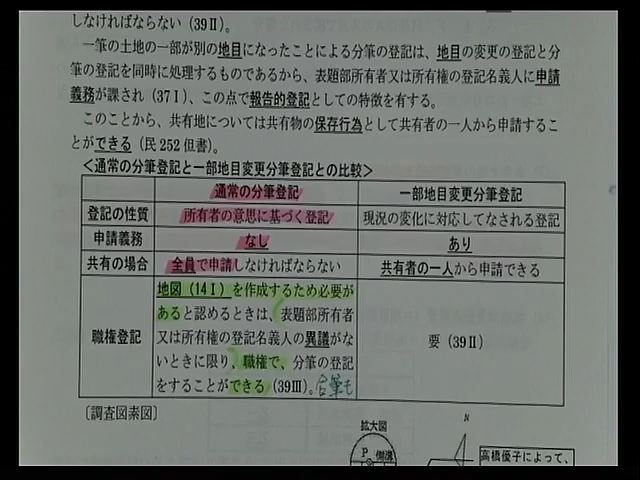 しなければならない（39Ⅱ）。
一筆の土地の一部が別の地目になったことによる分筆の登記は、地目の変更の登記と分
筆の登記を同時に処理するものであるから、表題部所有者又は所有権の登記名義人に申請
義務が課され（37Ⅰ）、この点で報告的登記としての特徴を有する。
このことから、共有地については共有物の保存行為として共有者の一人から申請するこ
とができる（民252但書）。
＜通常の分筆登記と一部地目変更分筆登記との比較＞
通常の分筆登記 一部地目変更分筆登記
登記の性質 所有者の意思に基づく登記 現況の変化に対応してなされる登記
申請義務 なし あり
共有の場合 全員で申請しなければならない 共有者の一人から申請できる
地図（14Ⅰ）を作成するため必要が
あると認めるときは、表題部所有者
又は所有権の登記名義人の異議がな
職権登記 いときに限り、職権で、分筆の登記 要（39Ⅱ）
をすることができる（39Ⅲ）。合筆も
〔調査図素図〕
拡大図
N
P 側溝
高橋優子によって、